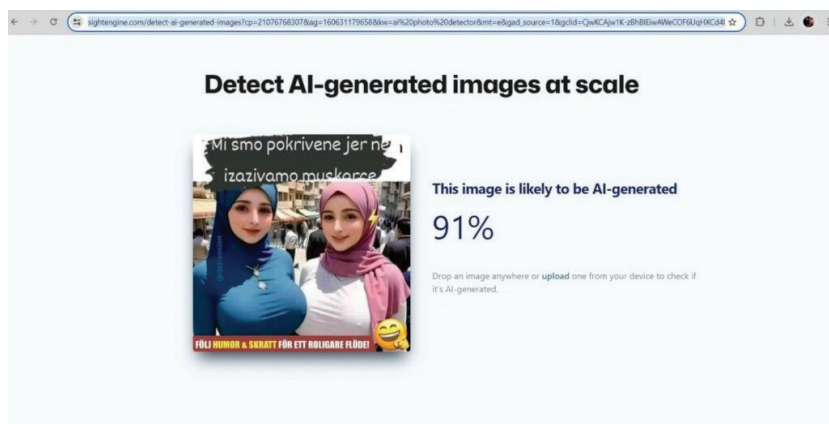 Detect AI-generated images at scale
Mi smo pokrivene jer ne
izazivamo muskarce
FÖLJ HUMOR & SKRATT FÖR ETT ROLIGARE FLÖDE!
This image is likely to be AI-generated
91%
Drop an image anywhere or upload one from your device to check if
it's AI-generated.